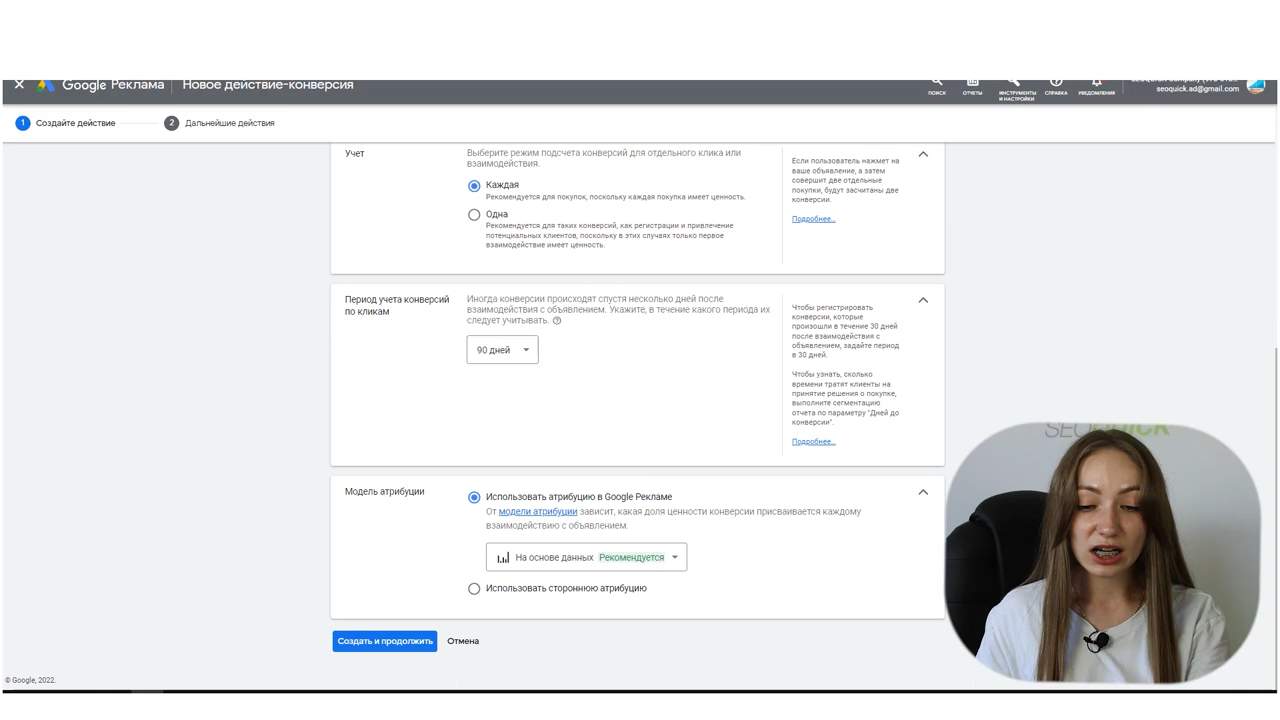 Google Реклама
Новое действие-конверсия
ПОИСК
ОТЧЕТЫ
ИНСТРУМЕНТЫ
И НАСТРОЙКИ
СПРАВКА
УВЕДОМЛЕНИЯ
seoquick.ad@gmail.com
1 Создайте действие
2 Дальнейшие действия
Учет
Выберите режим подсчета конверсий для отдельного клика или
взаимодействия.
Каждая
Рекомендуется для покупок, поскольку каждая покупка имеет ценность.
Одна
Рекомендуется для таких конверсий, как регистрации и привлечение
потенциальных клиентов, поскольку в этих случаях только первое
взаимодействие имеет ценность.
Если пользователь нажмет на
ваше объявление, а затем
совершит две отдельные
покупки, будут засчитаны две
конверсии.
Подробнее...
Период учета конверсий
по кликам
Иногда конверсии происходят спустя несколько дней после
взаимодействия с объявлением. Укажите, в течение какого периода их
следует учитывать.
90 дней
Чтобы регистрировать
конверсии, которые
произошли в течение 30 дней
после взаимодействия с
объявлением, задайте период
в 30 дней.
Чтобы узнать, сколько
времени тратят клиенты на
принятие решения о покупке,
выполните сегментацию
отчета по параметру "Дней до
конверсии".
Подробнее...
Модель атрибуции
Использовать атрибуцию в Google Рекламе
От модели атрибуции зависит, какая доля ценности конверсии присваивается каждому
взаимодействию с объявлением.
На основе данных Рекомендуется
Использовать стороннюю атрибуцию
Создать и продолжить
Отмена
© Google, 2022.
SEOQUICK